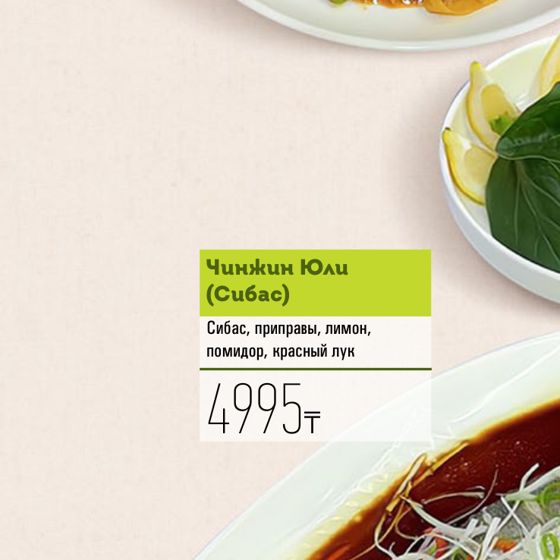 Чинжин Юли
(Сибас)
Сибас, приправы, лимон,
помидор, красный лук
4995₸